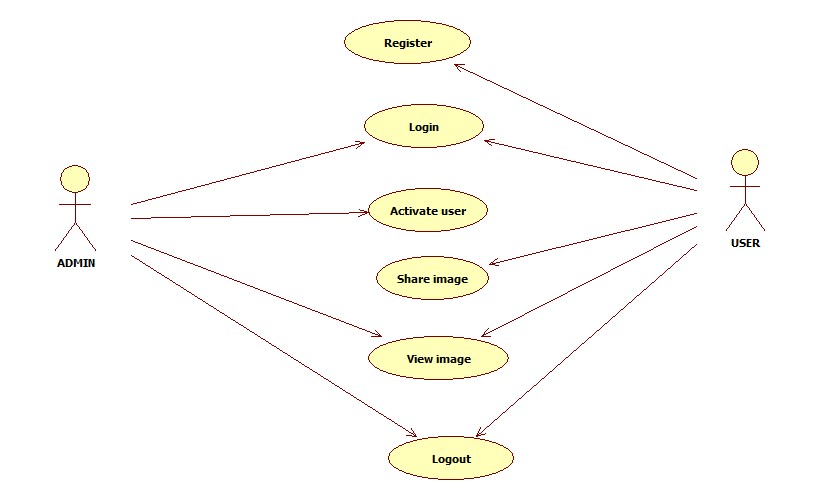 Register
Login
Activate user
Share image
View image
Logout
ADMIN
USER